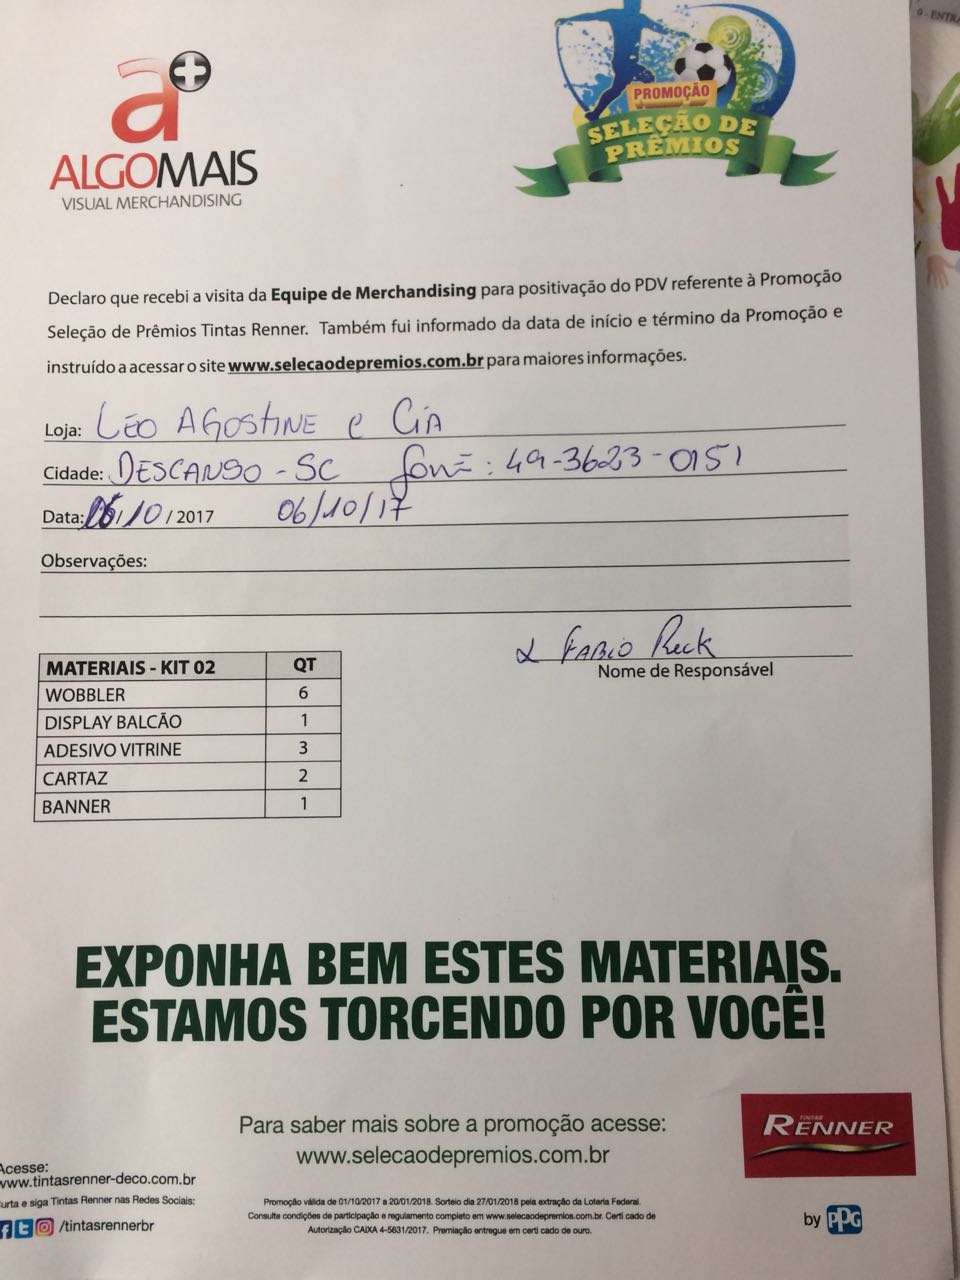 a+
ALGOMAIS
VISUAL MERCHANDISING
PROMOÇÃO
SELEÇÃO DE
PRÊMIOS
Declaro que recebi a visita da Equipe de Merchandising para positivação do PDV referente à Promoção
Seleção de Prêmios Tintas Renner. Também fui informado da data de início e término da Promoção e
instruído a acessar o site www.selecaodepremios.com.br para maiores informações.
Loja: LÉO AGOSTINE e CIA
Cidade: DESCANSO - SC fone: 49-3623-0151
Data: 06/10/2017 06/10/17
Observações:
FABIO Reck
Nome de Responsável
MATERIAIS - KIT 02 QT
WOBBLER 6
DISPLAY BALCÃO 1
ADESIVO VITRINE 3
CARTAZ 2
BANNER 1
EXPONHA BEM ESTES MATERIAIS.
ESTAMOS TORCENDO POR VOCÊ!
Para saber mais sobre a promoção acesse:
www.selecaodepremios.com.br
TINTAS
RENNER
Acesse:
www.tintasrenner-deco.com.br
urta e siga Tintas Renner nas Redes Sociais:
/tintasrennerbr
Promoção válida de 01/10/2017 a 20/01/2018. Sorteio dia 27/01/2018 pela extração da Loteria Federal.
Consulte condições de participação e regulamento completo em www.selecaodepremios.com.br. Certi cado de
Autorização CAIXA 4-5631/2017. Premiação entregue em certi cado de ouro.
by PPG